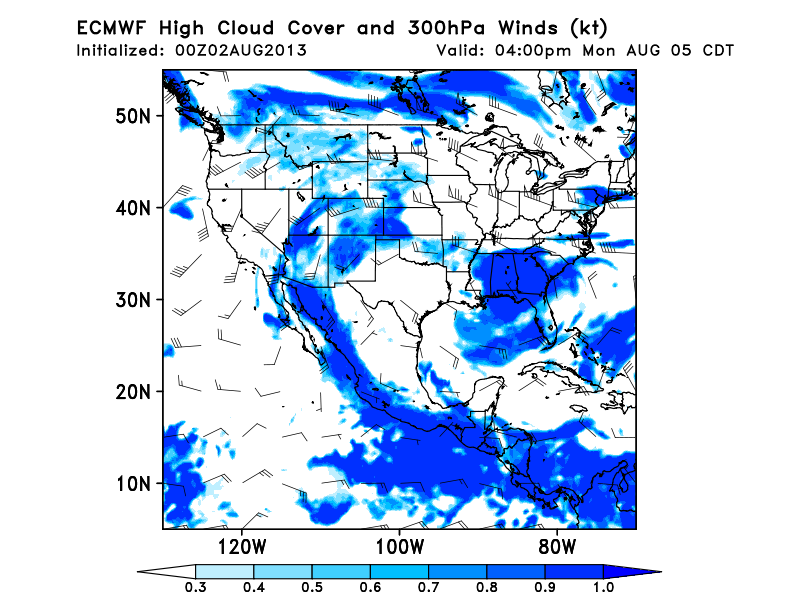 ECMWF High Cloud Cover and 300hPa Winds (kt)
Initialized: 00Z02AUG2013 Valid: 04:00pm Mon AUG 05 CDT
50N
40N
30N
20N
10N
120W 100W 80W
0.3 0.4 0.5 0.6 0.7 0.8 0.9 1.0